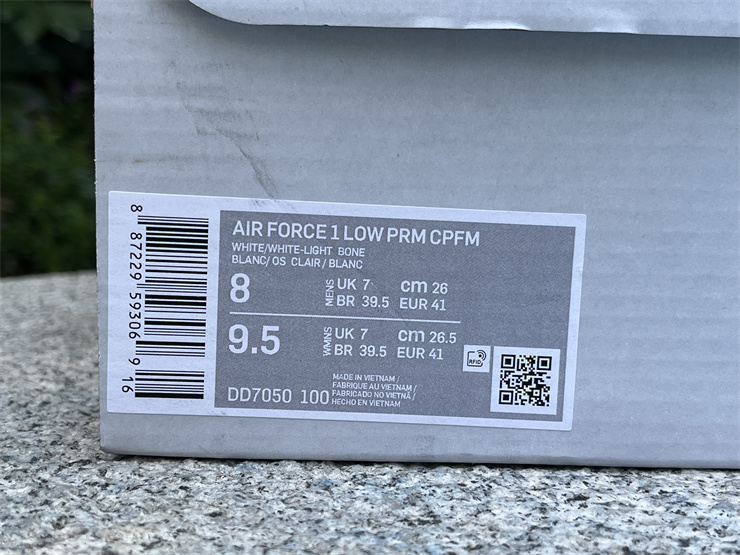 8 87229 59306 9 16
AIR FORCE 1 LOW PRM CPFM
WHITE/WHITE-LIGHT BONE
BLANC/OS CLAIR/BLANC
8 MENS UK 7 cm 26
BR 39.5 EUR 41
9.5 WMNS UK 7 cm 26.5
BR 39.5 EUR 41
RFID
DD7050 100
MADE IN VIETNAM /
FABRIQUE AU VIETNAM /
FABRICADO NO VIETNÃ /
HECHO EN VIETNAM